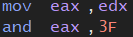 mov eax ,edx
and eax ,3F